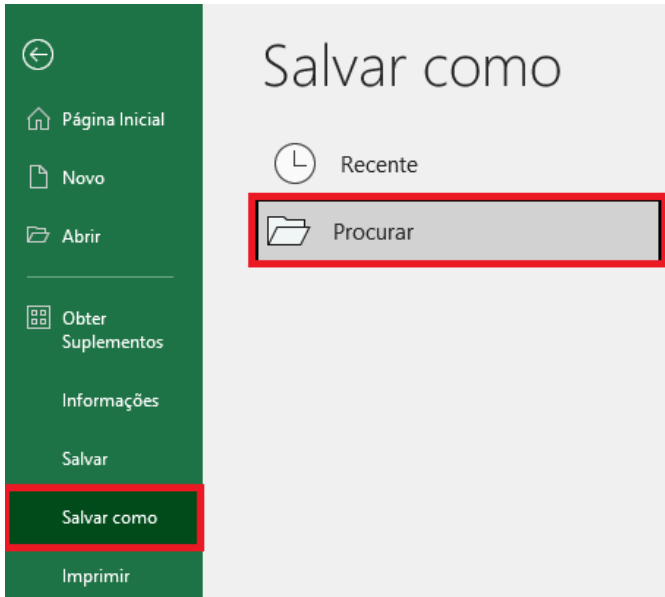 Página Inicial
Novo
Abrir
Obter
Suplementos
Informações
Salvar
Salvar como
Imprimir
Salvar como
Recente
Procurar